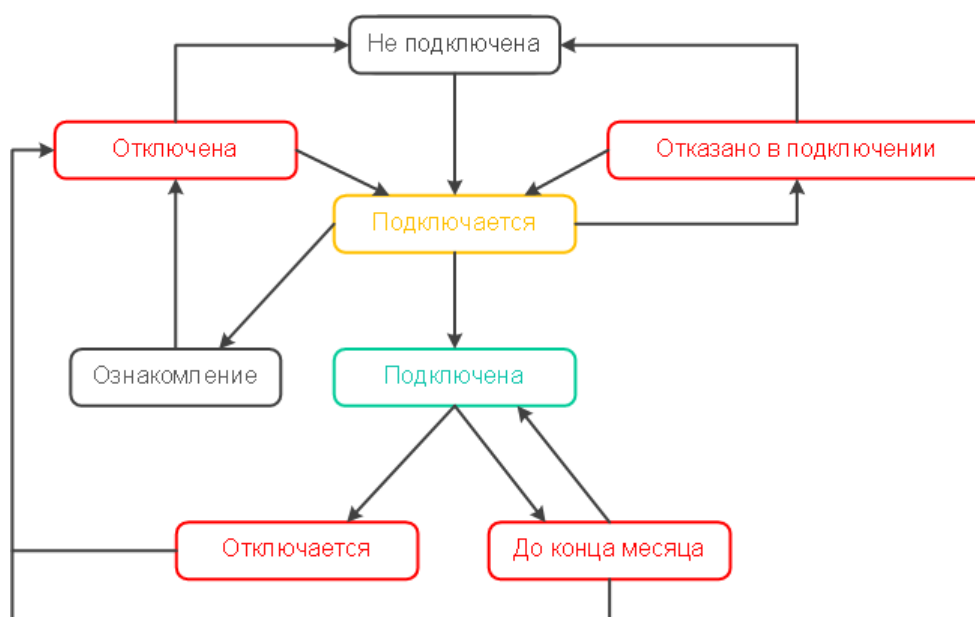 Не подключена
Отключена
Отказано в подключении
Подключается
Ознакомление
Подключена
Отключается
До конца месяца